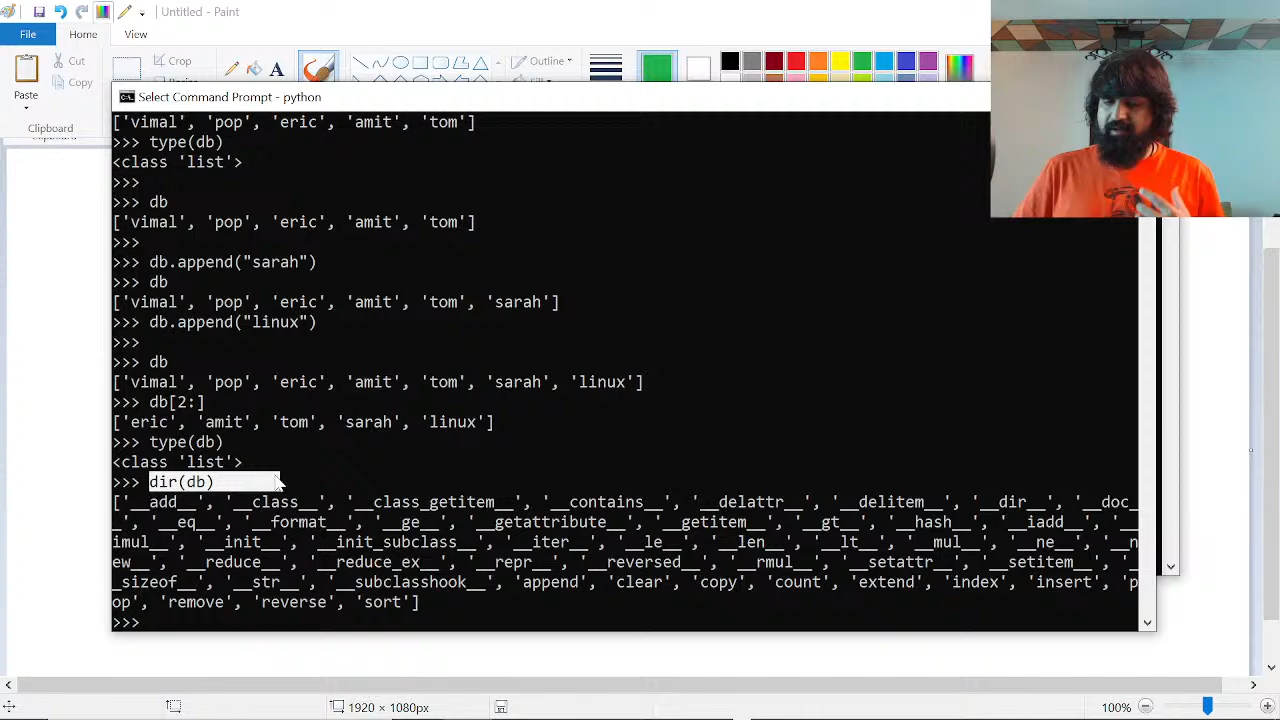 Untitled - Paint
File
Home
View
Paste
Cut
Copy
Crop
Outline
Clipboard
Select Command Prompt - python
['vimal', 'pop', 'eric', 'amit', 'tom']
>>> type(db)
<class 'list'>
>>>
>>> db
['vimal', 'pop', 'eric', 'amit', 'tom']
>>>
>>> db.append("sarah")
>>> db
['vimal', 'pop', 'eric', 'amit', 'tom', 'sarah']
>>> db.append("linux")
>>>
>>> db
['vimal', 'pop', 'eric', 'amit', 'tom', 'sarah', 'linux']
>>> db[2:]
['eric', 'amit', 'tom', 'sarah', 'linux']
>>> type(db)
<class 'list'>
>>> dir(db)
['__add__', '__class__', '__class_getitem__', '__contains__', '__delattr__', '__delitem__', '__dir__', '__doc_
_', '__eq__', '__format__', '__ge__', '__getattribute__', '__getitem__', '__gt__', '__hash__', '__iadd__', '__
imul__', '__init__', '__init_subclass__', '__iter__', '__le__', '__len__', '__lt__', '__mul__', '__ne__', '__n
ew__', '__reduce__', '__reduce_ex__', '__repr__', '__reversed__', '__rmul__', '__setattr__', '__setitem__', '_
_sizeof__', '__str__', '__subclasshook__', 'append', 'clear', 'copy', 'count', 'extend', 'index', 'insert', 'p
op', 'remove', 'reverse', 'sort']
>>>
1920 × 1080px
100%